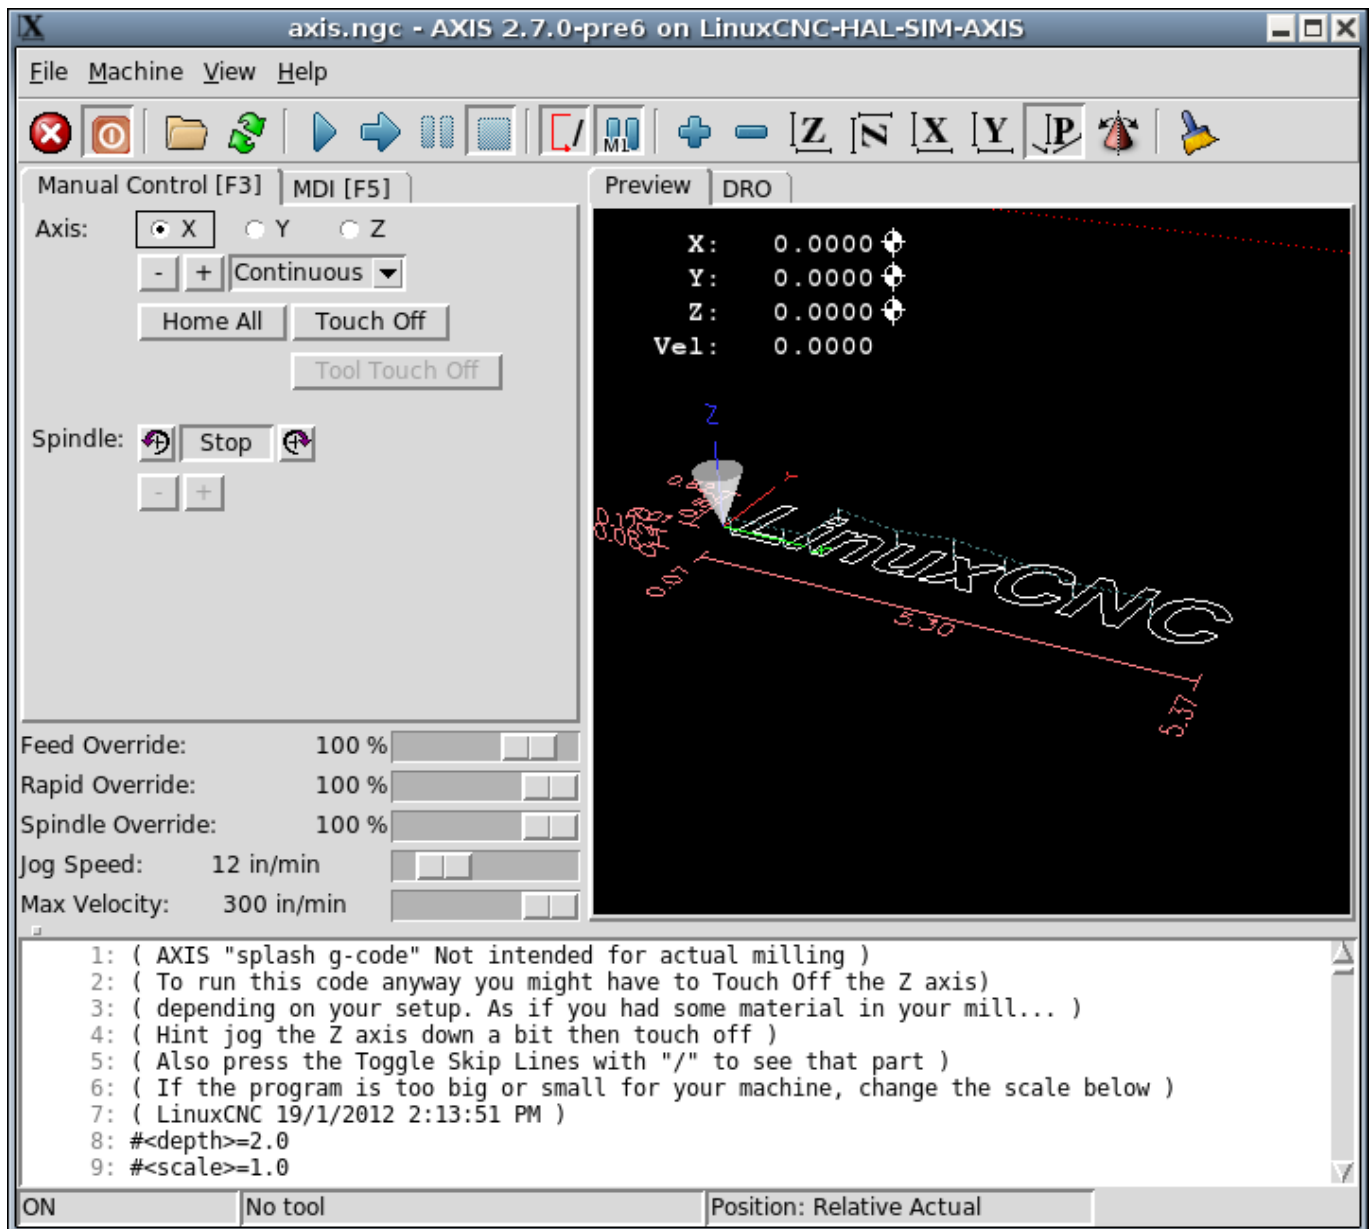 axis.ngc - AXIS 2.7.0-pre6 on LinuxCNC-HAL-SIM-AXIS
File Machine View Help
M1 Z N X Y P
Manual Control [F3] MDI [F5]
Axis: X Y Z
- + Continuous
Home All Touch Off
Tool Touch Off
Spindle: Stop
- +
Feed Override: 100 %
Rapid Override: 100 %
Spindle Override: 100 %
Jog Speed: 12 in/min
Max Velocity: 300 in/min
Preview DRO
X: 0.0000
Y: 0.0000
Z: 0.0000
Vel: 0.0000
Z
Y
LinuxCNC
0.07
5.30
5.37
1: ( AXIS "splash g-code" Not intended for actual milling )
2: ( To run this code anyway you might have to Touch Off the Z axis)
3: ( depending on your setup. As if you had some material in your mill... )
4: ( Hint jog the Z axis down a bit then touch off )
5: ( Also press the Toggle Skip Lines with "/" to see that part )
6: ( If the program is too big or small for your machine, change the scale below )
7: ( LinuxCNC 19/1/2012 2:13:51 PM )
8: #<depth>=2.0
9: #<scale>=1.0
ON No tool Position: Relative Actual